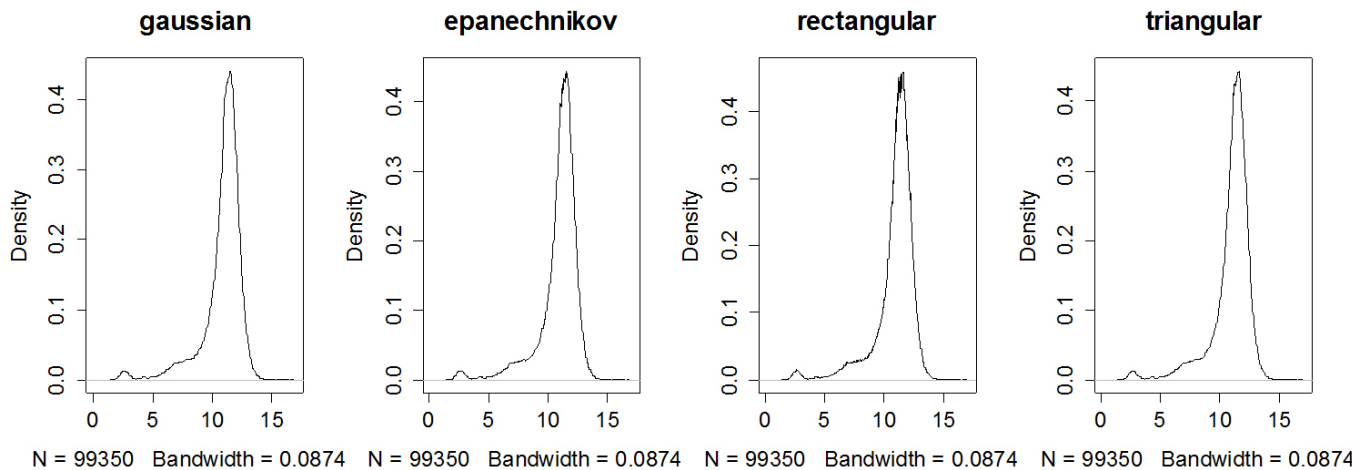 gaussian
Density
0.0 0.1 0.2 0.3 0.4
0 5 10 15
N = 99350 Bandwidth = 0.0874
epanechnikov
Density
0.0 0.1 0.2 0.3 0.4
0 5 10 15
N = 99350 Bandwidth = 0.0874
rectangular
Density
0.0 0.1 0.2 0.3 0.4
0 5 10 15
N = 99350 Bandwidth = 0.0874
triangular
Density
0.0 0.1 0.2 0.3 0.4
0 5 10 15
N = 99350 Bandwidth = 0.0874